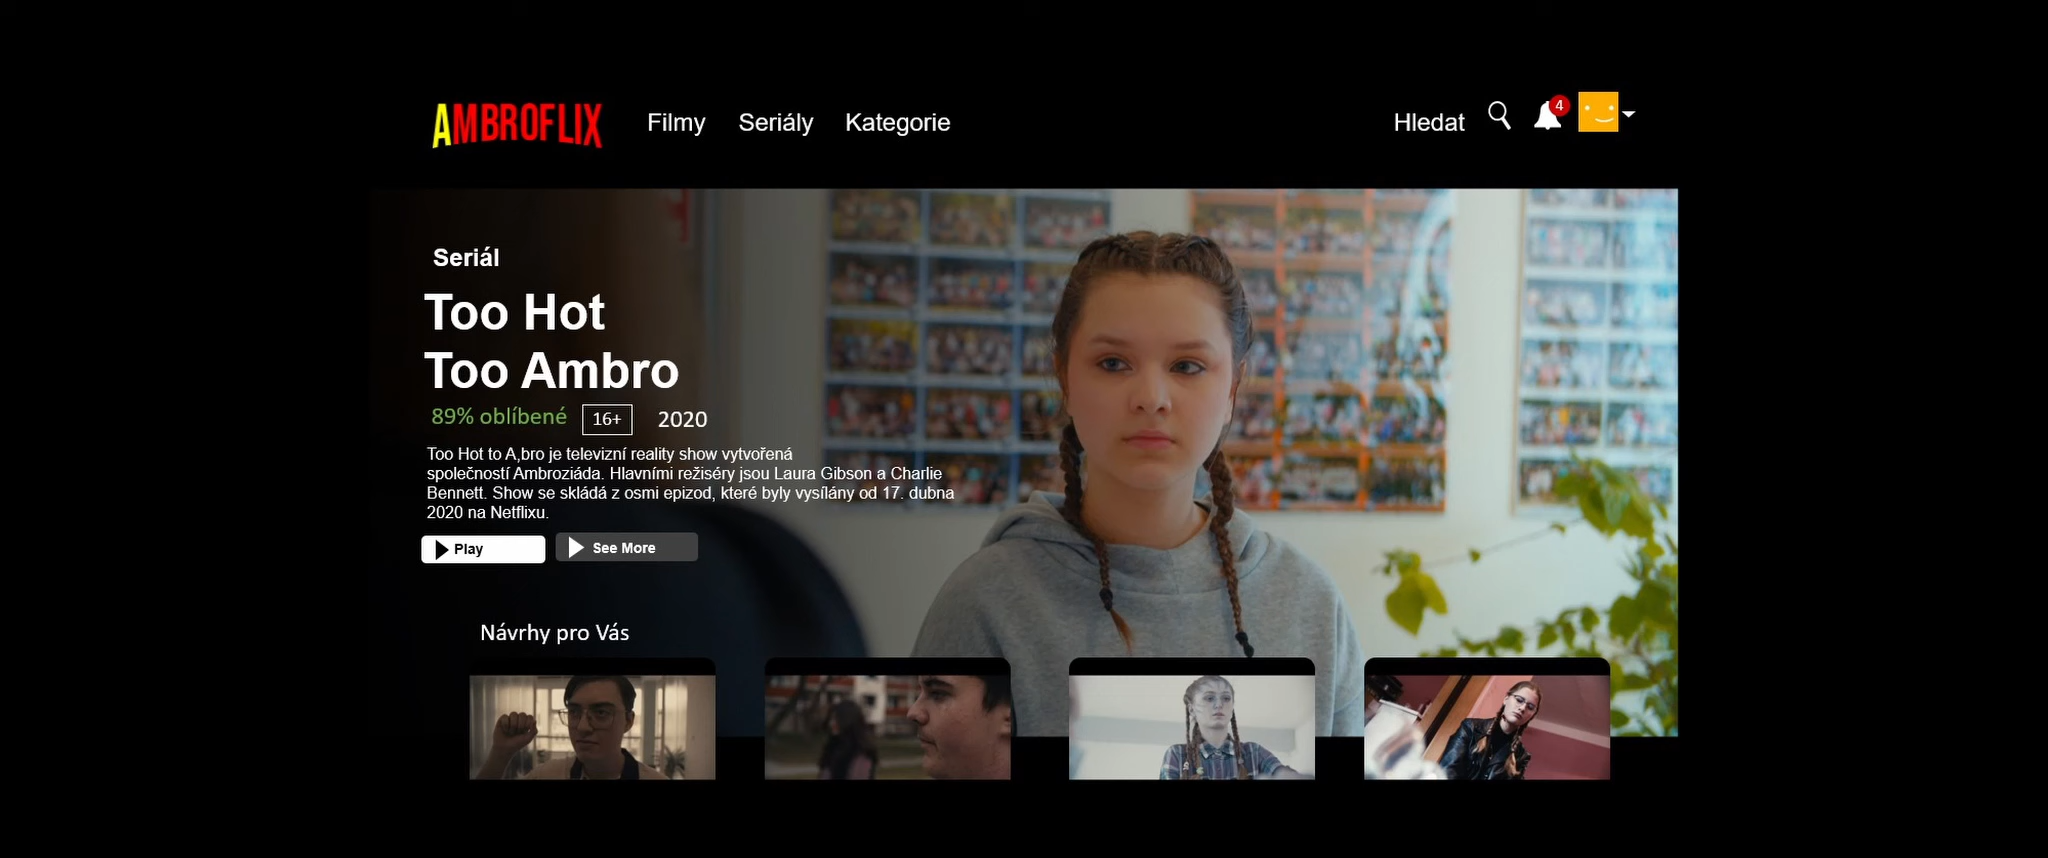 AMBROFLIX
Filmy
Seriály
Kategorie
Hledat
4
Seriál
Too Hot
Too Ambro
89% oblíbené
16+
2020
Too Hot to A,bro je televizní reality show vytvořená
společností Ambroziáda. Hlavními režiséry jsou Laura Gibson a Charlie
Bennett. Show se skládá z osmi epizod, které byly vysílány od 17. dubna
2020 na Netflixu.
Play
See More
Návrhy pro Vás